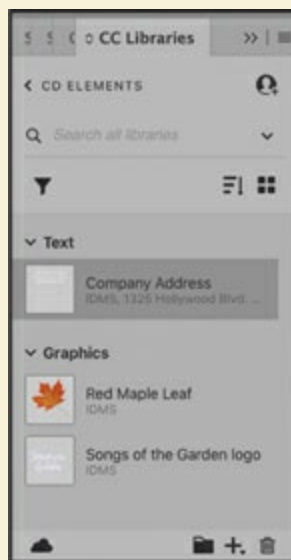 CC Libraries
CD ELEMENTS
Search all libraries
Text
Company Address
IDMS, 1325 Hollywood Blvd. ...
Graphics
Red Maple Leaf
IDMS
Songs of the Garden logo
IDMS